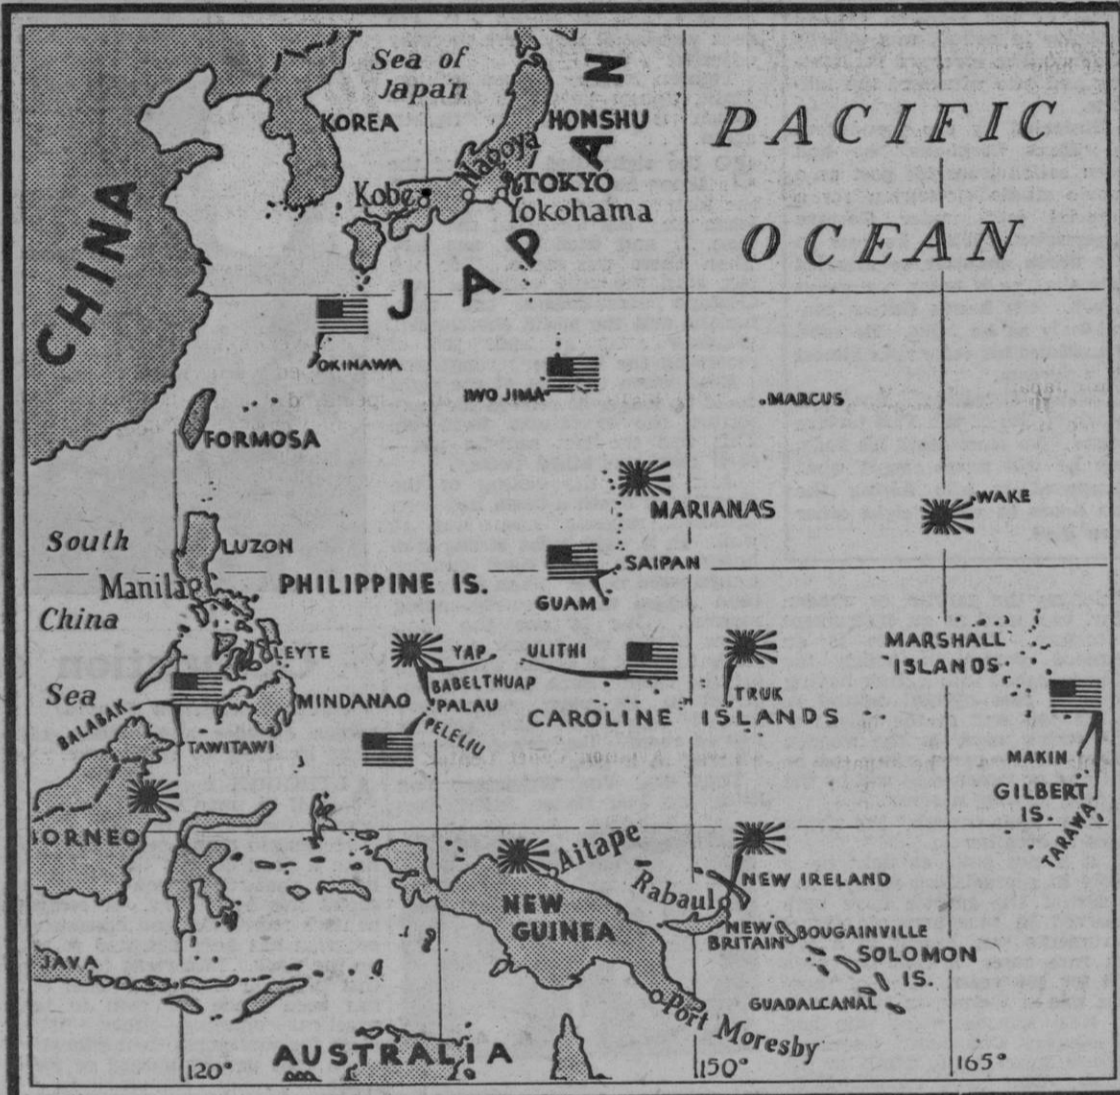 Sea of
Japan
KOREA
HONSHU
JAPAN
PACIFIC
OCEAN
Nagoya
Kobe
TOKYO
Yokohama
CHINA
OKINAWA
IWO JIMA
MARCUS
FORMOSA
MARIANAS
WAKE
South
China
Sea
LUZON
Manila
PHILIPPINE IS.
SAIPAN
GUAM
LEYTE
YAP
ULITHI
MARSHALL
ISLANDS
BABELTHUAP
MINDANAO
PALAU
TRUK
BALABAK
CAROLINE ISLANDS
PELELIU
TAWITAWI
MAKIN
GILBERT
IS.
TARAWA
BORNEO
Aitape
Rabaul
NEW IRELAND
NEW
GUINEA
NEW
BRITAIN
BOUGAINVILLE
SOLOMON
IS.
JAVA
GUADALCANAL
Port Moresby
AUSTRALIA
120°
150°
165°